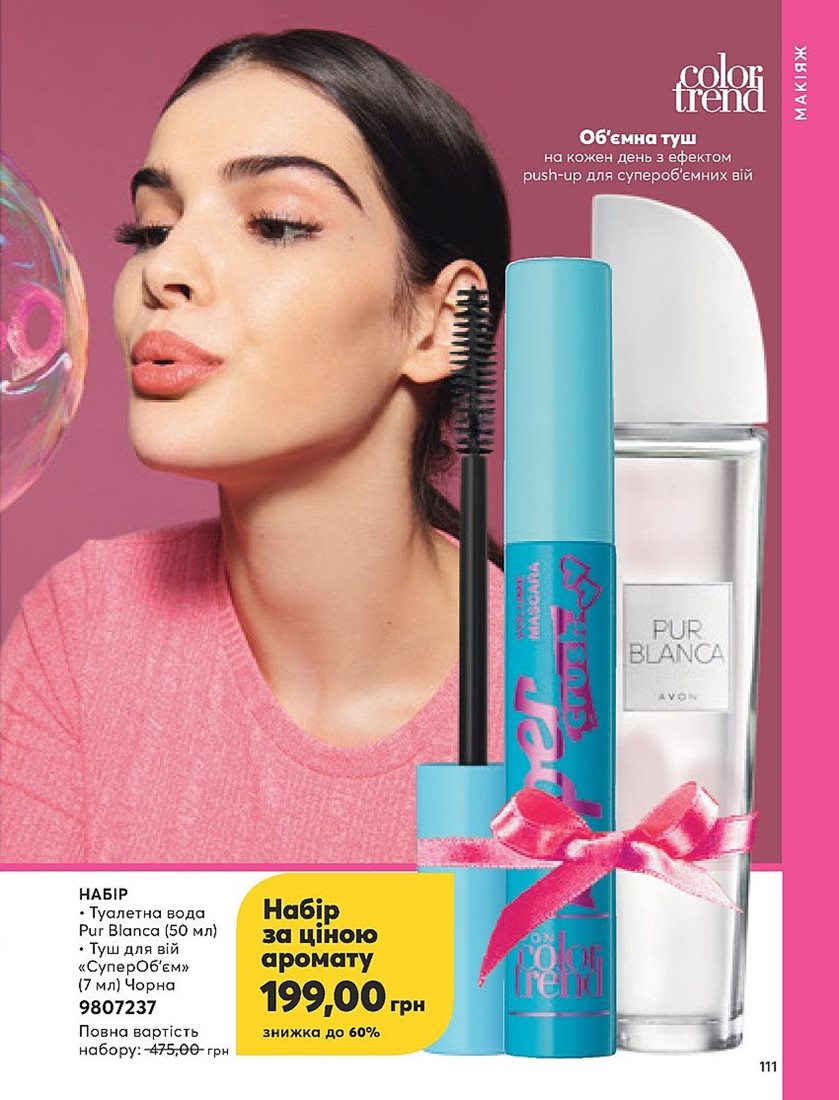 МАКІЯЖ
color
trend
Об'ємна туш
на кожен день з ефектом
push-up для супероб'ємних вій
MASCARA
crush
PUR
BLANCA
AVON
color
trend
НАБІР
• Туалетна вода
Pur Blanca (50 мл)
• Туш для вій
«СуперОб'єм»
(7 мл) Чорна
9807237
Повна вартість
набору: 475,00 грн
Набір
за ціною
аромату
199,00 грн
знижка до 60%
111